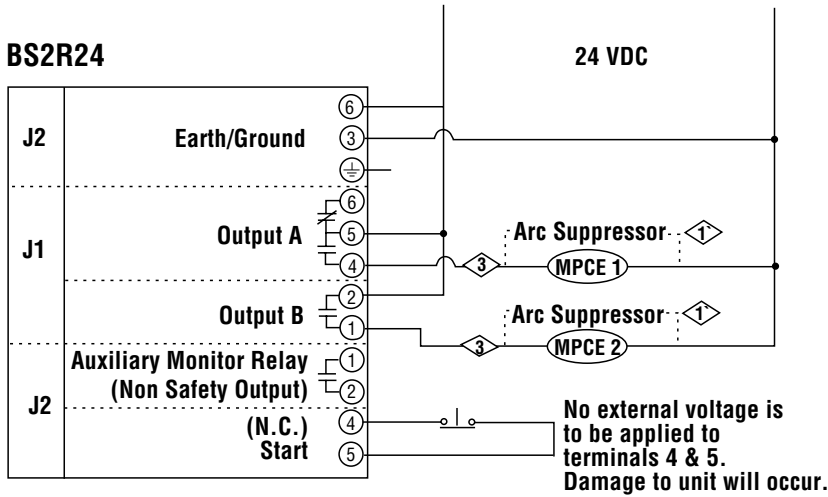 BS2R24
24 VDC
J2
6
Earth/Ground
3
J1
6
Output A
5
4
Arc Suppressor
1`
3
MPCE 1
Output B
2
1
Arc Suppressor
1`
3
MPCE 2
J2
Auxiliary Monitor Relay
1
(Non Safety Output)
2
(N.C.)
4
Start
5
No external voltage is
to be applied to
terminals 4 & 5.
Damage to unit will occur.